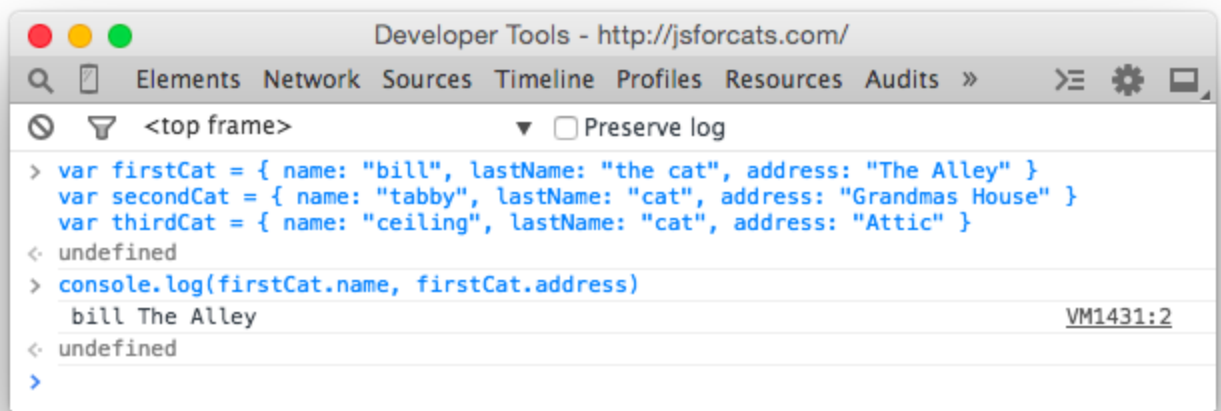 Developer Tools - http://jsforcats.com/
Elements Network Sources Timeline Profiles Resources Audits »
<top frame> ▼ Preserve log
> var firstCat = { name: "bill", lastName: "the cat", address: "The Alley" }
var secondCat = { name: "tabby", lastName: "cat", address: "Grandmas House" }
var thirdCat = { name: "ceiling", lastName: "cat", address: "Attic" }
undefined
> console.log(firstCat.name, firstCat.address)
bill The Alley VM1431:2
undefined
>